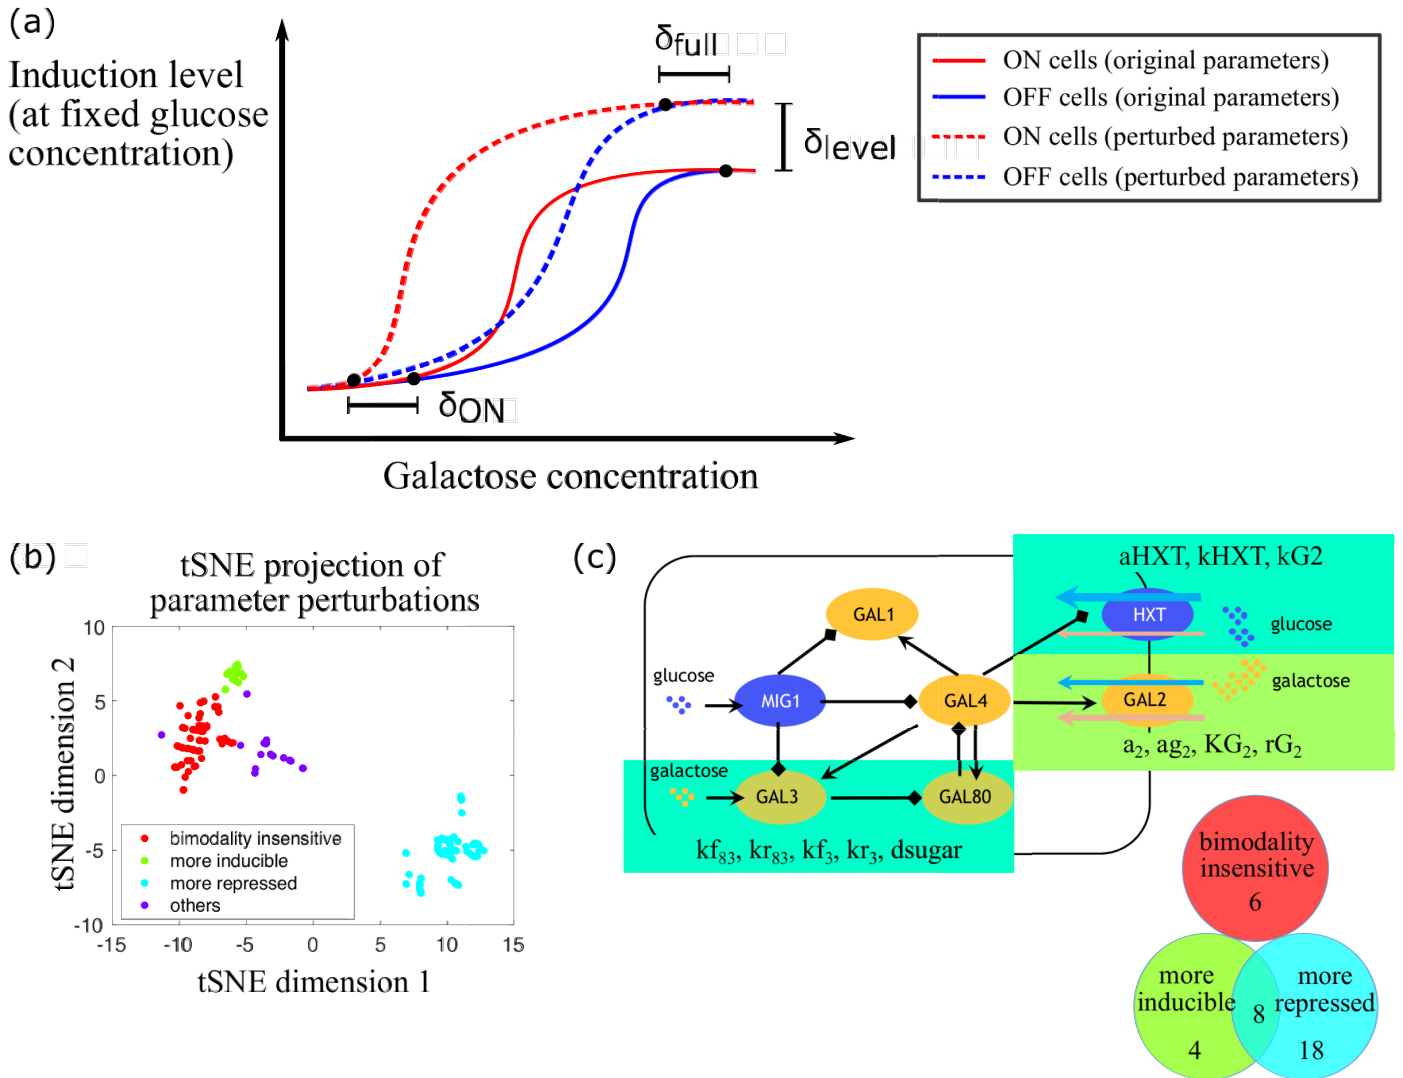 (a)
Induction level
(at fixed glucose
concentration)
δfull
δlevel
δON
Galactose concentration
ON cells (original parameters)
OFF cells (original parameters)
ON cells (perturbed parameters)
OFF cells (perturbed parameters)
(b)
tSNE projection of
parameter perturbations
tSNE dimension 2
10
5
0
-5
-10
-15
-10
-5
0
5
10
15
tSNE dimension 1
bimodality insensitive
more inducible
more repressed
others
(c)
aHXT, kHXT, kG2
GAL1
HXT
glucose
glucose
MIG1
GAL4
GAL2
galactose
a₂, ag₂, KG₂, rG₂
galactose
GAL3
GAL80
kf₈₃, kr₈₃, kf₃, kr₃, dsugar
bimodality
insensitive
6
more
inducible
4
8
more
repressed
18